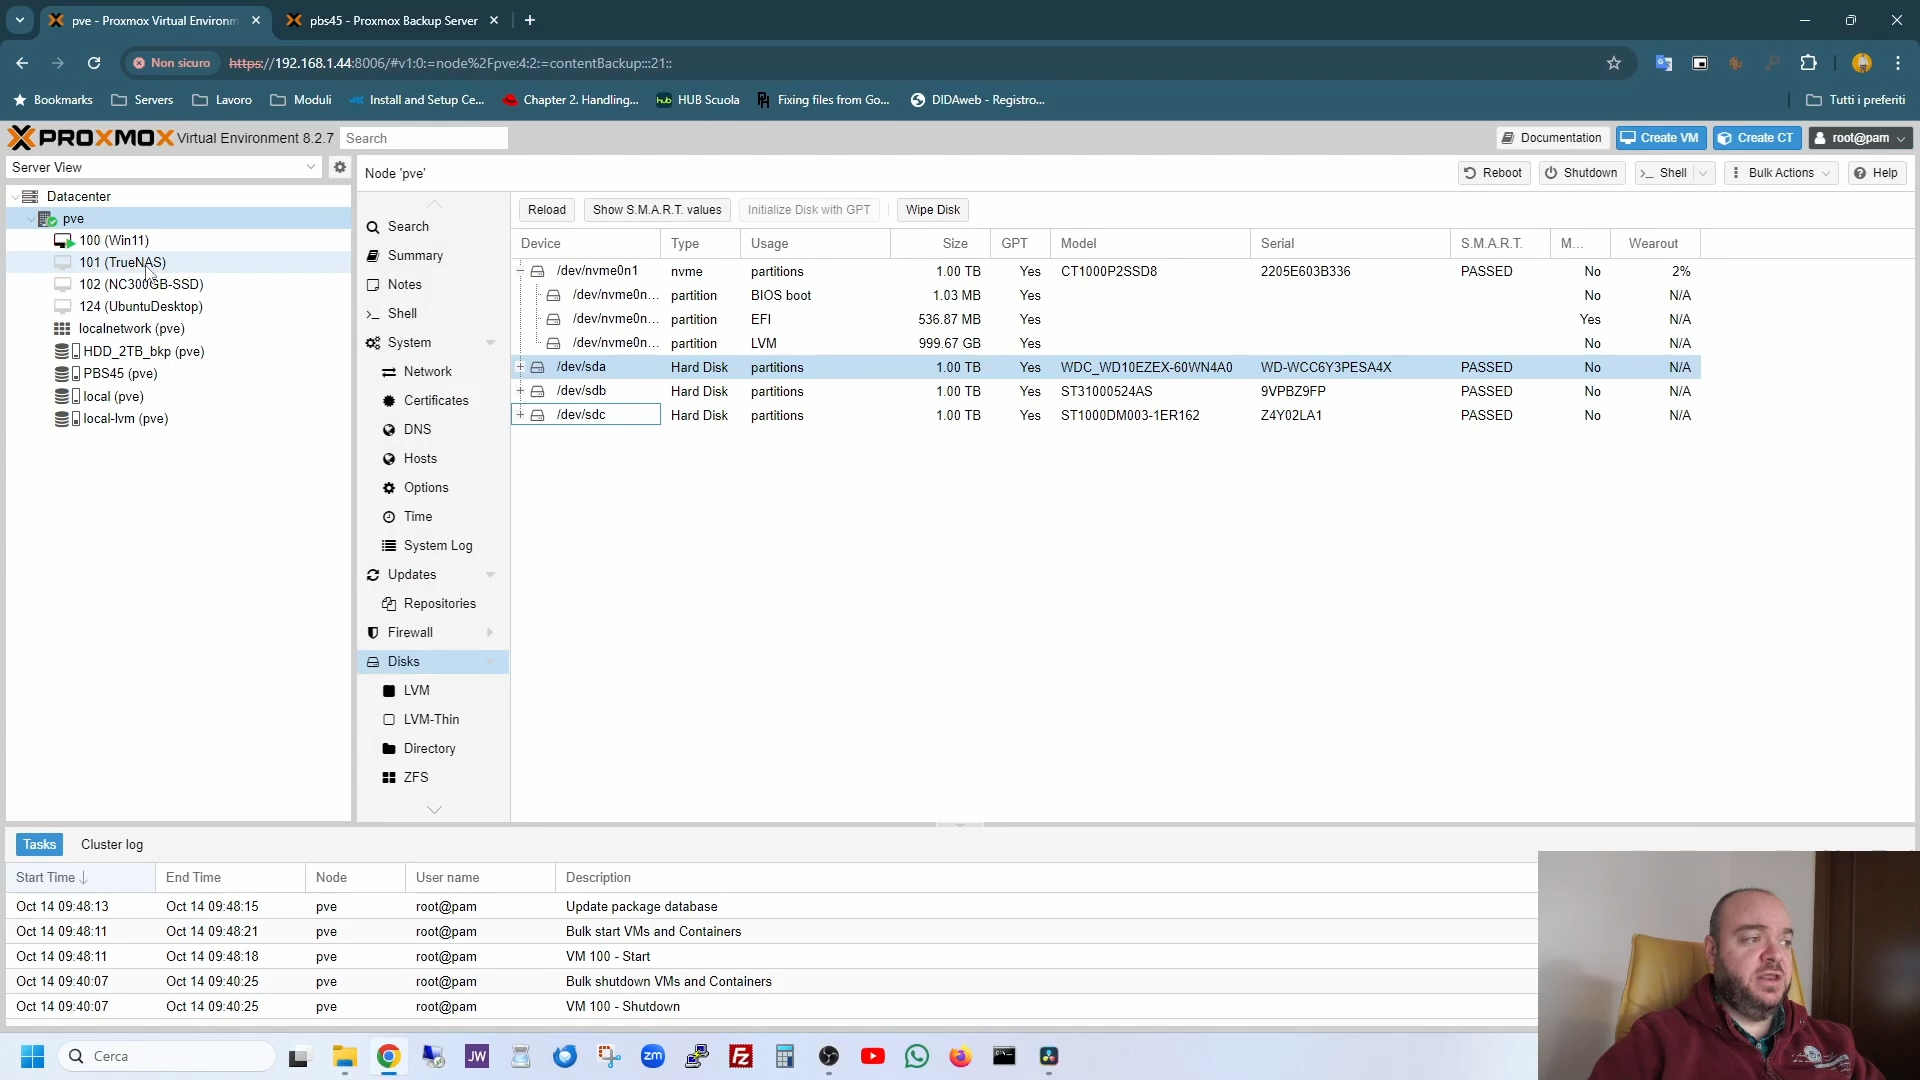 pve - Proxmox Virtual Environm
pbs45 - Proxmox Backup Server
Non sicuro
https://192.168.1.44:8006/#v1:0:=node%2Fpve:4:2:=contentBackup:::21::
Bookmarks
Servers
Lavoro
Moduli
Install and Setup Ce...
Chapter 2. Handling...
HUB Scuola
Fixing files from Go...
DIDAweb - Registro...
Tutti i preferiti
PROXMOX Virtual Environment 8.2.7
Search
Documentation
Create VM
Create CT
root@pam
Server View
Node 'pve'
Reboot
Shutdown
Shell
Bulk Actions
Help
Datacenter
pve
100 (Win11)
101 (TrueNAS)
102 (NC300GB-SSD)
124 (UbuntuDesktop)
localnetwork (pve)
HDD_2TB_bkp (pve)
PBS45 (pve)
local (pve)
local-lvm (pve)
Search
Summary
Notes
Shell
System
Network
Certificates
DNS
Hosts
Options
Time
System Log
Updates
Repositories
Firewall
Disks
LVM
LVM-Thin
Directory
ZFS
Reload
Show S.M.A.R.T. values
Initialize Disk with GPT
Wipe Disk
Device Type Usage Size GPT Model Serial S.M.A.R.T. M... Wearout
/dev/nvme0n1 nvme partitions 1.00 TB Yes CT1000P2SSD8 2205E603B336 PASSED No 2%
/dev/nvme0n... partition BIOS boot 1.03 MB Yes No N/A
/dev/nvme0n... partition EFI 536.87 MB Yes Yes N/A
/dev/nvme0n... partition LVM 999.67 GB Yes No N/A
/dev/sda Hard Disk partitions 1.00 TB Yes WDC_WD10EZEX-60WN4A0 WD-WCC6Y3PESA4X PASSED No N/A
/dev/sdb Hard Disk partitions 1.00 TB Yes ST31000524AS 9VPBZ9FP PASSED No N/A
/dev/sdc Hard Disk partitions 1.00 TB Yes ST1000DM003-1ER162 Z4Y02LA1 PASSED No N/A
Tasks
Cluster log
Start Time End Time Node User name Description
Oct 14 09:48:13 Oct 14 09:48:15 pve root@pam Update package database
Oct 14 09:48:11 Oct 14 09:48:21 pve root@pam Bulk start VMs and Containers
Oct 14 09:48:11 Oct 14 09:48:18 pve root@pam VM 100 - Start
Oct 14 09:40:07 Oct 14 09:40:25 pve root@pam Bulk shutdown VMs and Containers
Oct 14 09:40:07 Oct 14 09:40:25 pve root@pam VM 100 - Shutdown
Cerca
JW
zm
FZ